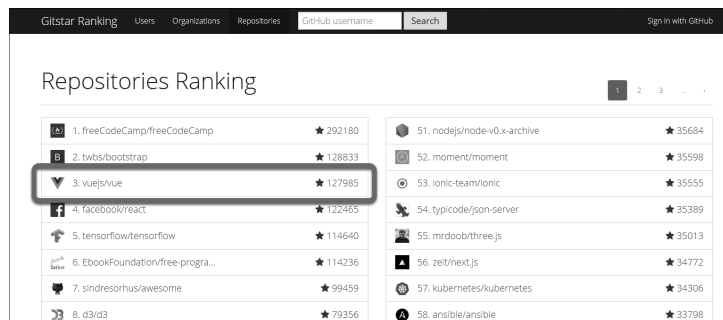 Gitstar Ranking Users Organizations Repositories GitHub username Search Sign in with GitHub
Repositories Ranking
1 2 3 ... ›
1. freeCodeCamp/freeCodeCamp ★ 292180
2. twbs/bootstrap ★ 128833
3. vuejs/vue ★ 127985
4. facebook/react ★ 122465
5. tensorflow/tensorflow ★ 114640
6. EbookFoundation/free-progra... ★ 114236
7. sindresorhus/awesome ★ 99459
8. d3/d3 ★ 79356
51. nodejs/node-v0.x-archive ★ 35684
52. moment/moment ★ 35598
53. ionic-team/ionic ★ 35555
54. typicode/json-server ★ 35389
55. mrdoob/three.js ★ 35013
56. zeit/next.js ★ 34772
57. kubernetes/kubernetes ★ 34306
58. ansible/ansible ★ 33798